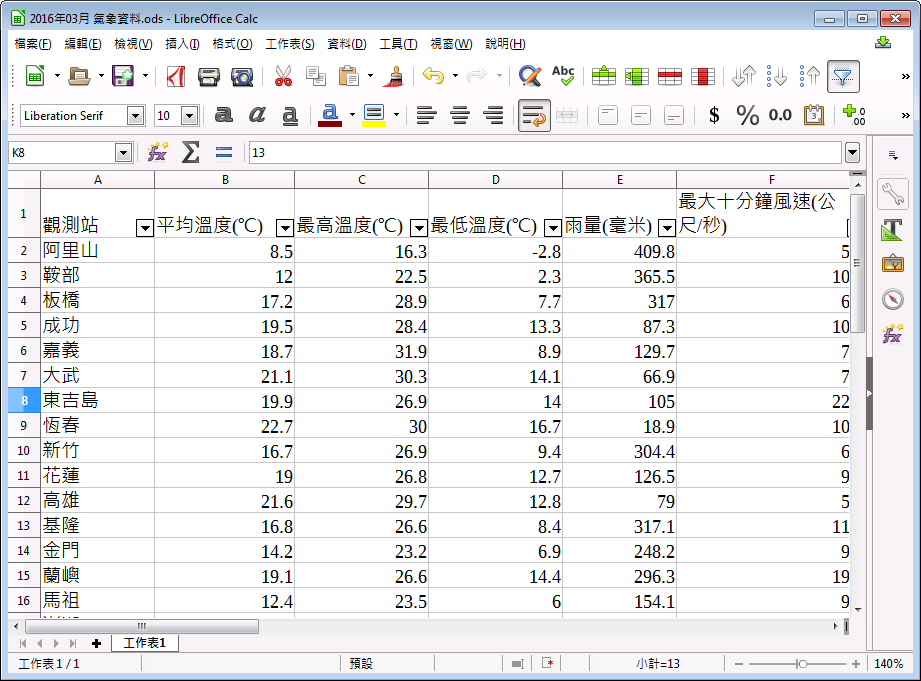 2016年03月 氣象資料.ods - LibreOffice Calc
檔案(F) 編輯(E) 檢視(V) 插入(I) 格式(O) 工作表(S) 資料(D) 工具(T) 視窗(W) 說明(H)
Abc
Liberation Serif 10 a a a a $ % 0.0 .00
K8 fx Σ = 13
A B C D E F
1 觀測站 平均溫度(℃) 最高溫度(℃) 最低溫度(℃) 雨量(毫米) 最大十分鐘風速(公
尺/秒)
2 阿里山 8.5 16.3 -2.8 409.8 5
3 鞍部 12 22.5 2.3 365.5 10
4 板橋 17.2 28.9 7.7 317 6
5 成功 19.5 28.4 13.3 87.3 10
6 嘉義 18.7 31.9 8.9 129.7 7
7 大武 21.1 30.3 14.1 66.9 7
8 東吉島 19.9 26.9 14 105 22
9 恆春 22.7 30 16.7 18.9 10
10 新竹 16.7 26.9 9.4 304.4 6
11 花蓮 19 26.8 12.7 126.5 9
12 高雄 21.6 29.7 12.8 79 5
13 基隆 16.8 26.6 8.4 317.1 11
14 金門 14.2 23.2 6.9 248.2 9
15 蘭嶼 19.1 26.6 14.4 296.3 19
16 馬祖 12.4 23.5 6 154.1 9
工作表1
工作表 1 / 1 預設 小計=13 140%